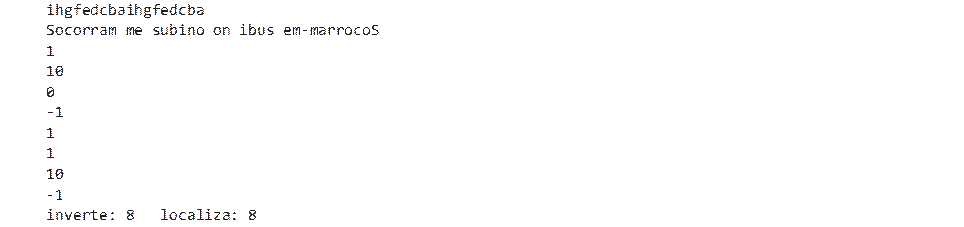 ihgfedcbaihgfedcba
Socorram me subino on ibus em-marrocoS
1
10
0
-1
1
1
10
-1
inverte: 8   localiza: 8